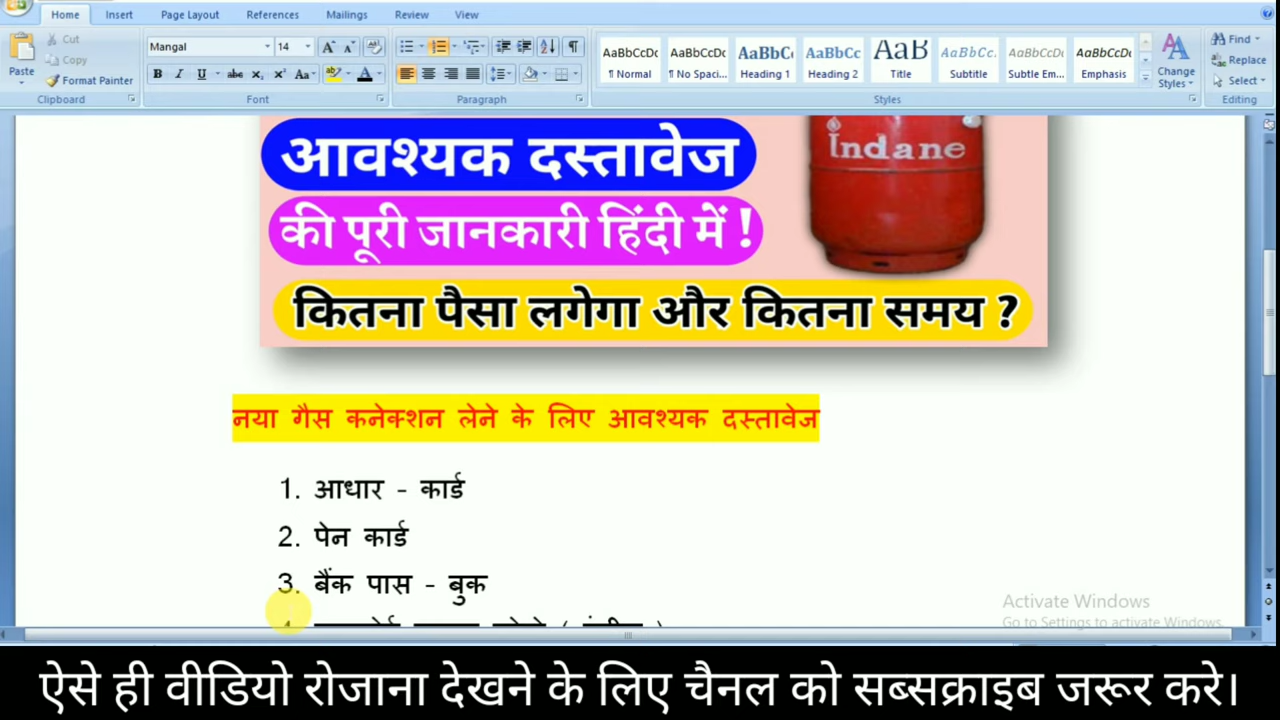 Home Insert Page Layout References Mailings Review View
Cut
Copy
Format Painter
Paste
Clipboard
Mangal 14
Font
Paragraph
AaBbCcDc AaBbCcDc AaBbC AaBbCc AaB AaBbCc. AaBbCcDc AaBbCcDc
¶ Normal ¶ No Spaci... Heading 1 Heading 2 Title Subtitle Subtle Em... Emphasis
Change Styles
Styles
Find
Replace
Select
Editing
Indane
आवश्यक दस्तावेज
की पूरी जानकारी हिंदी में !
कितना पैसा लगेगा और कितना समय ?
नया गैस कनेक्शन लेने के लिए आवश्यक दस्तावेज
1. आधार - कार्ड
2. पेन कार्ड
3. बैंक पास - बुक
Activate Windows
Go to Settings to activate Windows.
ऐसे ही वीडियो रोजाना देखने के लिए चैनल को सब्सक्राइब जरूर करे।